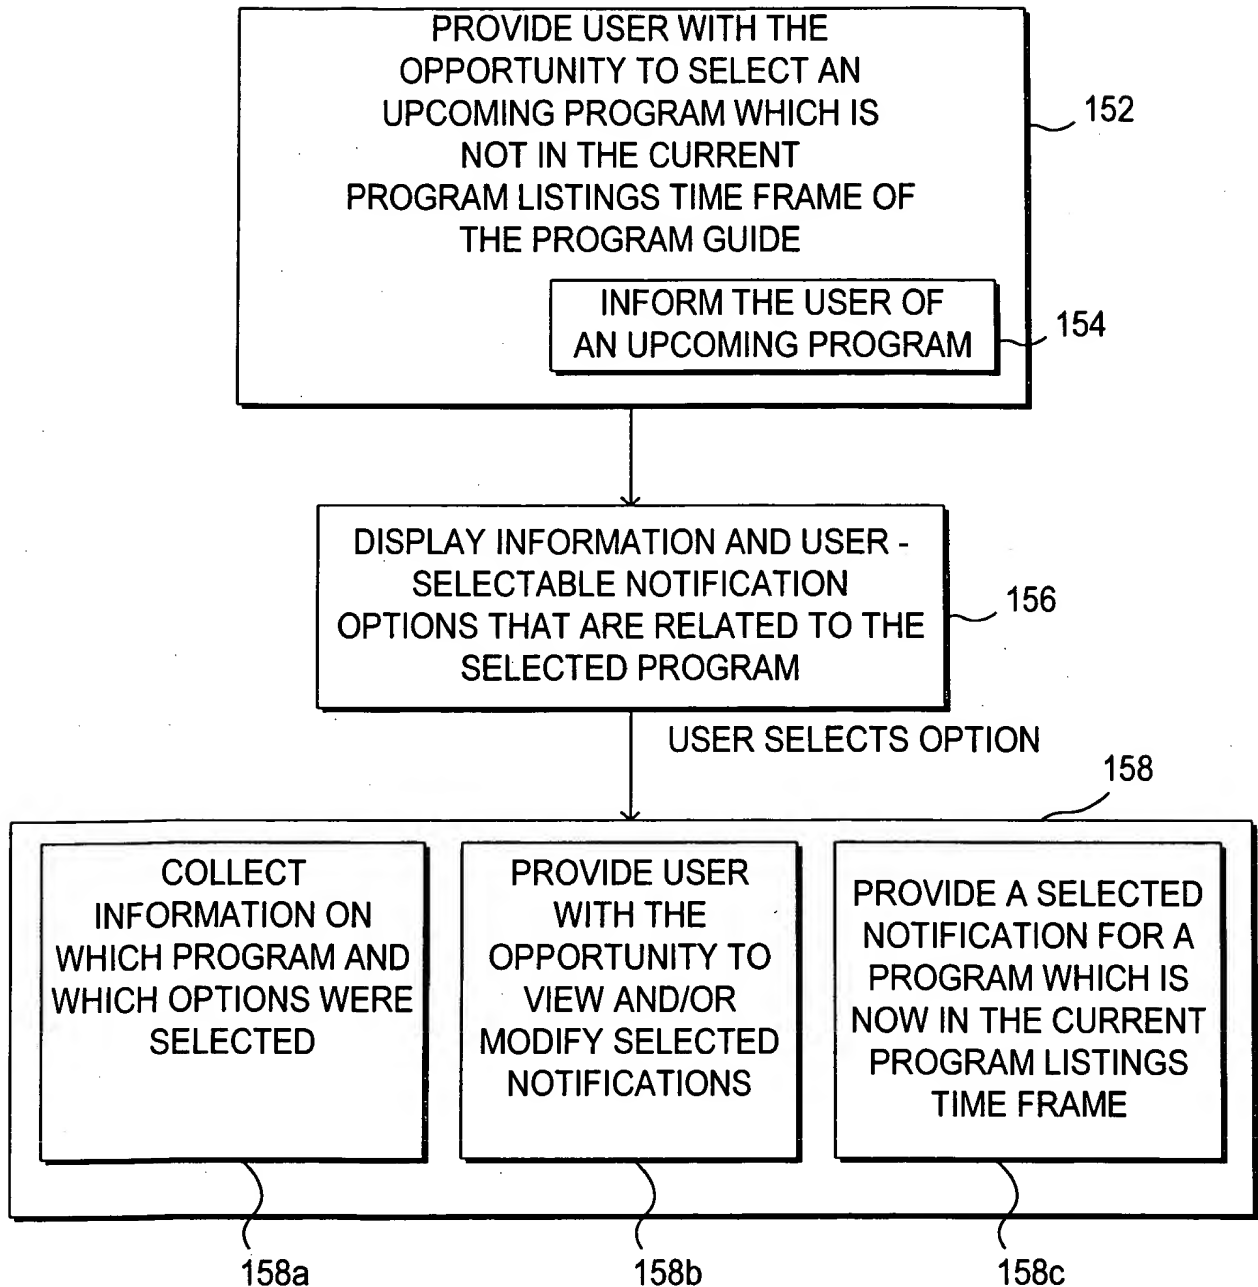 PROVIDE USER WITH THE
OPPORTUNITY TO SELECT AN
UPCOMING PROGRAM WHICH IS
NOT IN THE CURRENT
PROGRAM LISTINGS TIME FRAME OF
THE PROGRAM GUIDE
152
INFORM THE USER OF
AN UPCOMING PROGRAM
154
DISPLAY INFORMATION AND USER -
SELECTABLE NOTIFICATION
OPTIONS THAT ARE RELATED TO THE
SELECTED PROGRAM
156
USER SELECTS OPTION
158
COLLECT
INFORMATION ON
WHICH PROGRAM AND
WHICH OPTIONS WERE
SELECTED
PROVIDE USER
WITH THE
OPPORTUNITY TO
VIEW AND/OR
MODIFY SELECTED
NOTIFICATIONS
PROVIDE A SELECTED
NOTIFICATION FOR A
PROGRAM WHICH IS
NOW IN THE CURRENT
PROGRAM LISTINGS
TIME FRAME
158a
158b
158c